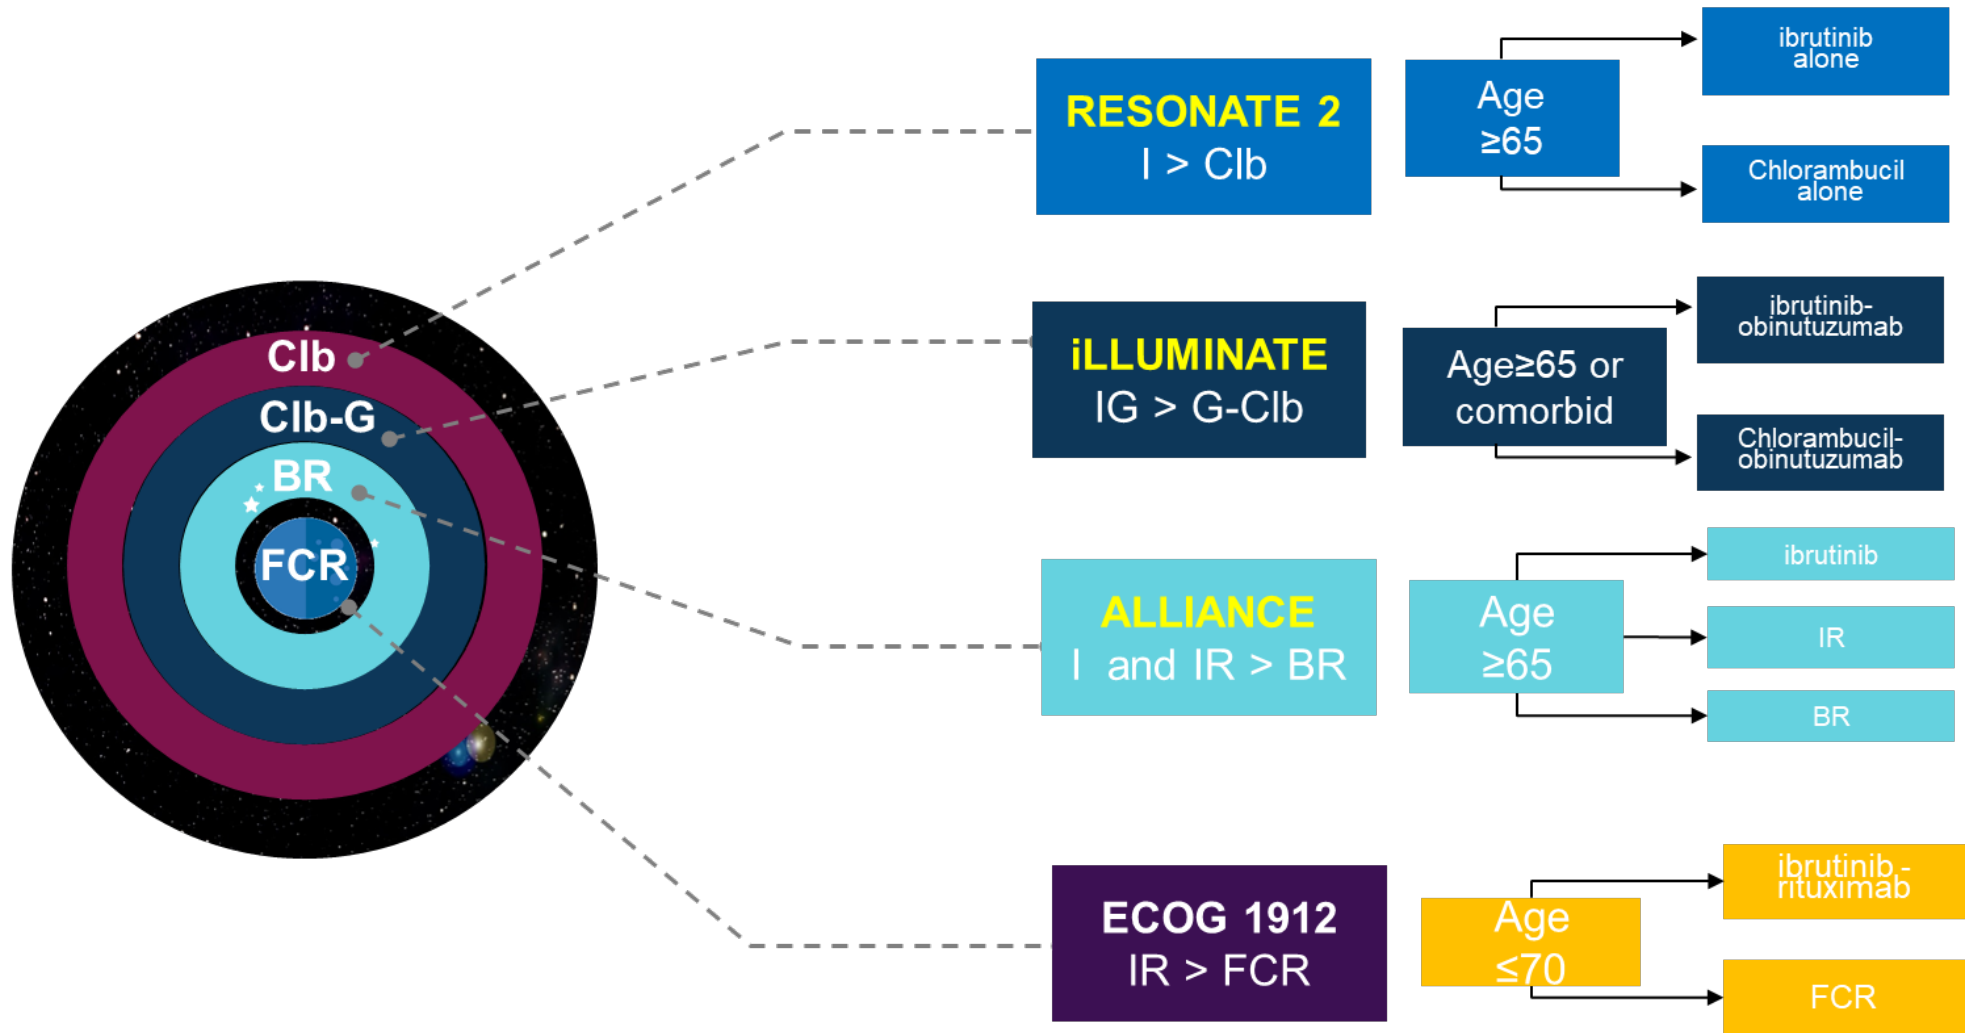 Clb
Clb-G
BR
FCR
RESONATE 2
I > Clb
Age
≥65
ibrutinib
alone
Chlorambucil
alone
iLLUMINATE
IG > G-Clb
Age≥65 or
comorbid
ibrutinib-
obinutuzumab
Chlorambucil-
obinutuzumab
ALLIANCE
I and IR > BR
Age
≥65
ibrutinib
IR
BR
ECOG 1912
IR > FCR
Age
≤70
ibrutinib -
rituximab
FCR